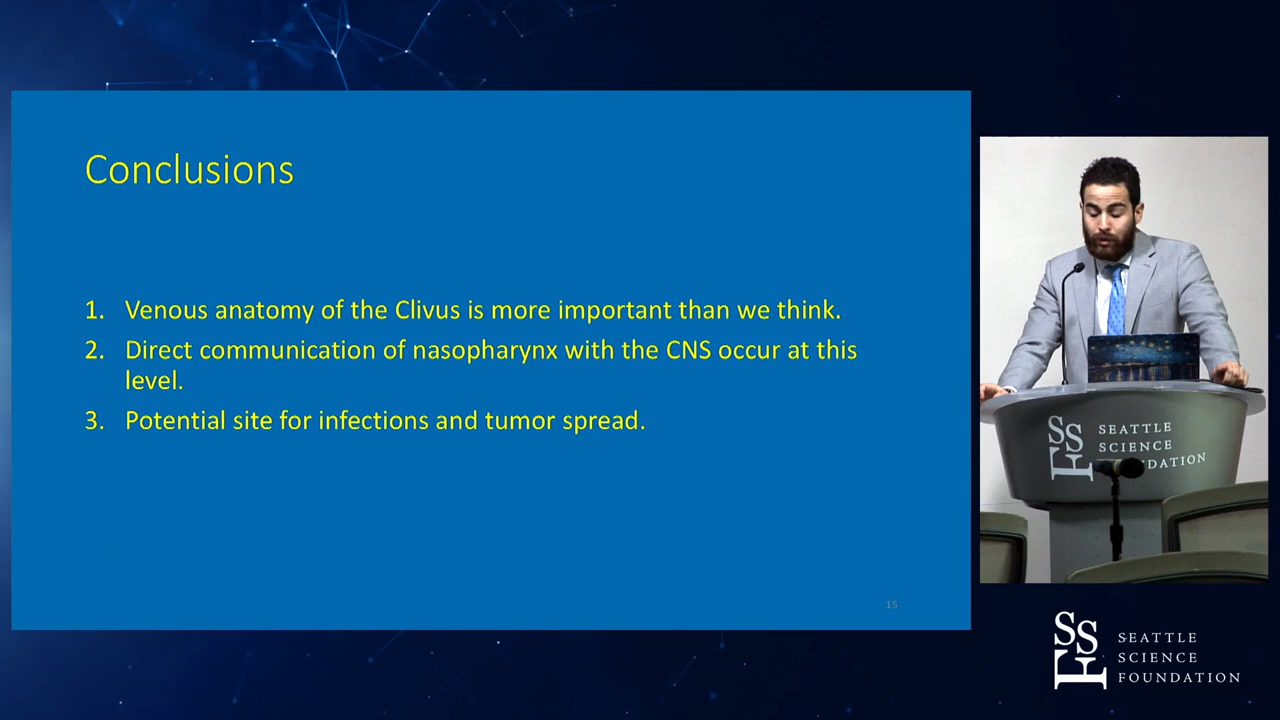 Conclusions
1. Venous anatomy of the Clivus is more important than we think.
2. Direct communication of nasopharynx with the CNS occur at this
level.
3. Potential site for infections and tumor spread.
15
SSF
SEATTLE
SCIENCE
FOUNDATION
SSF
SEATTLE
SCIENCE
FOUNDATION